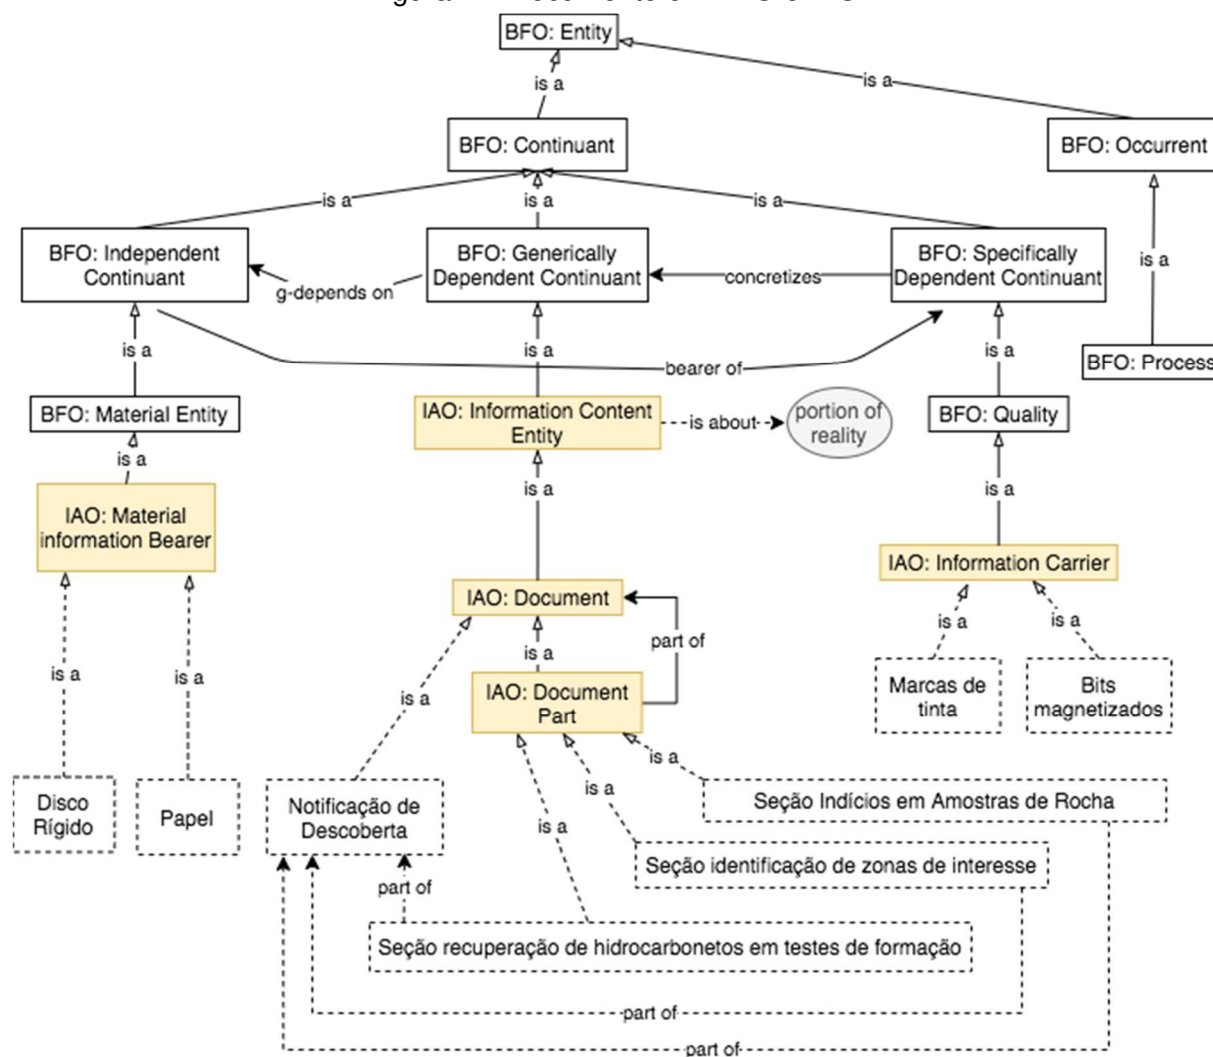 BFO: Entity
is a
is a
BFO: Continuant
BFO: Occurrent
is a
is a
is a
BFO: Independent
Continuant
BFO: Generically
Dependent Continuant
BFO: Specifically
Dependent Continuant
is a
g-depends on
concretizes
is a
is a
is a
bearer of
BFO: Process
BFO: Material Entity
IAO: Information Content
Entity
is about
portion of
reality
BFO: Quality
is a
is a
is a
IAO: Material
information Bearer
IAO: Information Carrier
IAO: Document
is a
is a
part of
is a
is a
is a
is a
IAO: Document
Part
Marcas de
tinta
Bits
magnetizados
is a
is a
Disco
Rígido
Papel
Notificação de
Descoberta
is a
Seção Indícios em Amostras de Rocha
is a
Seção identificação de zonas de interesse
part of
Seção recuperação de hidrocarbonetos em testes de formação
part of
part of